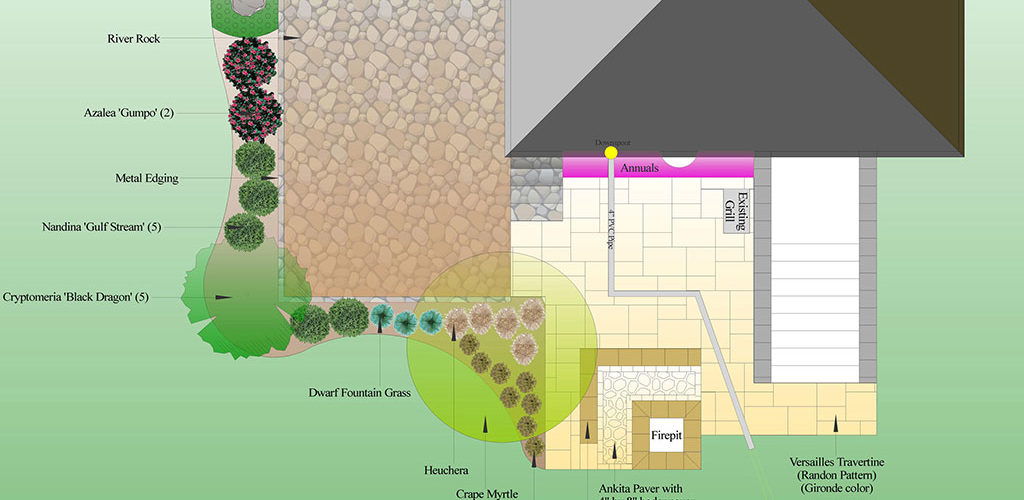 River Rock
Azalea 'Gumpo' (2)
Metal Edging
Nandina 'Gulf Stream' (5)
Cryptomeria 'Black Dragon' (5)
Downspout
Annuals
4" PVC Pipe
Existing
Grill
Dwarf Fountain Grass
Heuchera
Crape Myrtle
Firepit
Ankita Paver with
Versailles Travertine
(Randon Pattern)
(Gironde color)